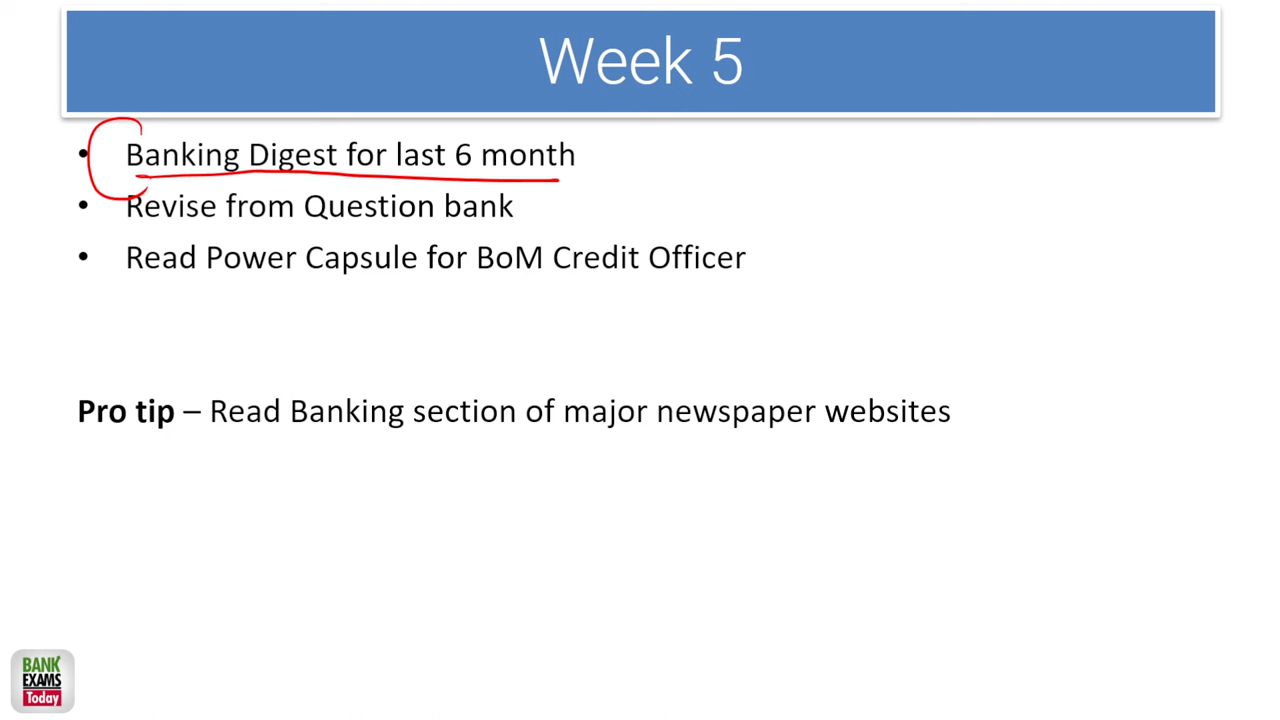 Week 5
• Banking Digest for last 6 month
• Revise from Question bank
• Read Power Capsule for BoM Credit Officer
Pro tip – Read Banking section of major newspaper websites
BANK
EXAMS
Today